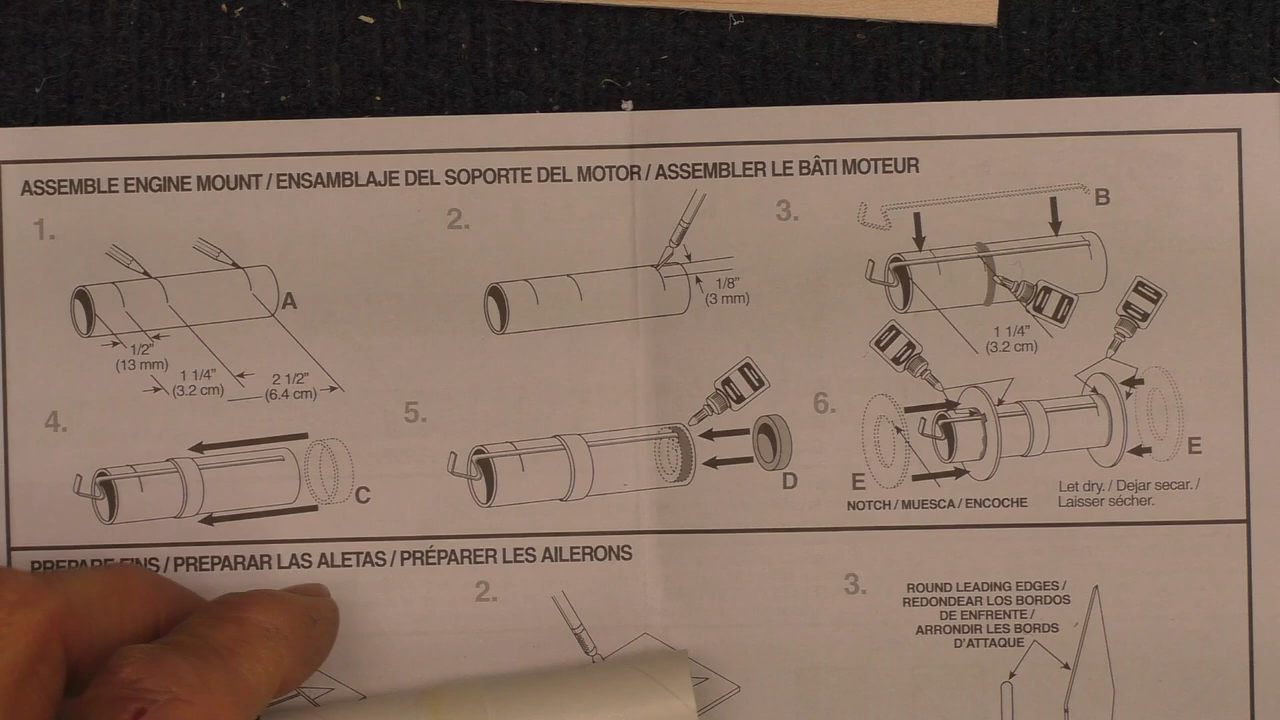 ASSEMBLE ENGINE MOUNT / ENSAMBLAJE DEL SOPORTE DEL MOTOR / ASSEMBLER LE BÂTI MOTEUR
1.
A
1/2"
(13 mm)
1 1/4"
(3.2 cm)
2 1/2"
(6.4 cm)
2.
1/8"
(3 mm)
3.
B
1 1/4"
(3.2 cm)
4.
C
5.
D
6.
E
E
NOTCH / MUESCA / ENCOCHE
Let dry. / Dejar secar. /
Laisser sécher.
PREPARE FINS / PREPARAR LAS ALETAS / PRÉPARER LES AILERONS
2.
3.
ROUND LEADING EDGES /
REDONDEAR LOS BORDOS
DE ENFRENTE /
ARRONDIR LES BORDS
D'ATTAQUE